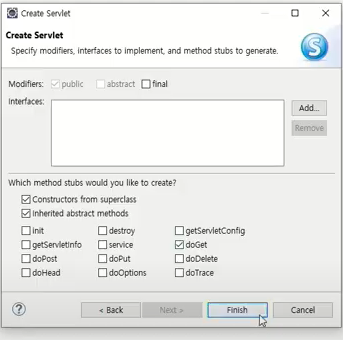 Create Servlet
Create Servlet
Specify modifiers, interfaces to implement, and method stubs to generate.
Modifiers: public abstract final
Interfaces:
Add...
Remove
Which method stubs would you like to create?
Constructors from superclass
Inherited abstract methods
init destroy getServletConfig
getServletInfo service doGet
doPost doPut doDelete
doHead doOptions doTrace
< Back Next > Finish Cancel